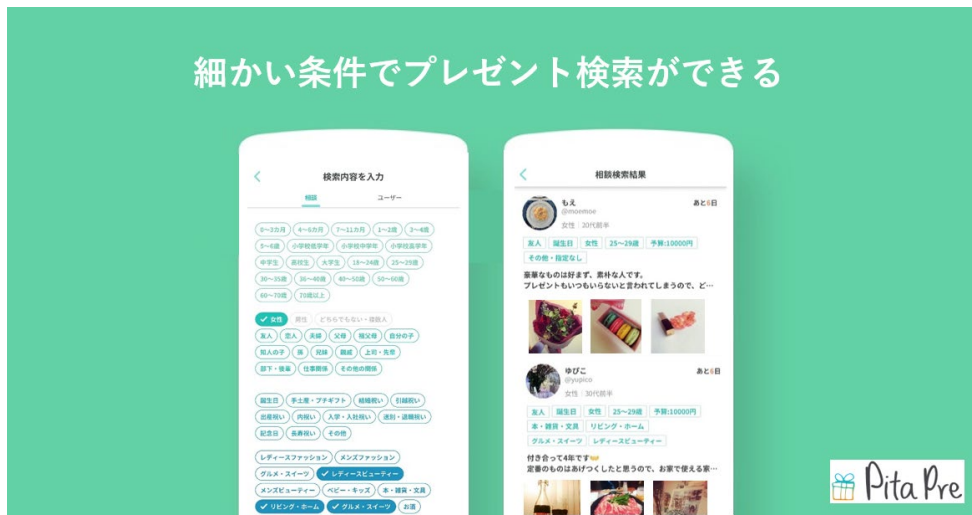 細かい条件でプレゼント検索ができる
検索内容を入力
相談 ユーザー
0〜3カ月 4〜6カ月 7〜11カ月 1〜2歳 3〜4歳
5〜6歳 小学校低学年 小学校中学年 小学校高学年
中学生 高校生 大学生 18〜24歳 25〜29歳
30〜35歳 36〜40歳 40〜50歳 50〜60歳
60〜70歳 70歳以上
女性 男性 どちらでもない・複数人
友人 恋人 夫婦 父母 祖父母 自分の子
知人の子 孫 兄妹 親戚 上司・先輩
部下・後輩 仕事関係 その他の関係
誕生日 手土産・プチギフト 結婚祝い 引越祝い
出産祝い 内祝い 入学・入社祝い 送別・退職祝い
記念日 長寿祝い その他
レディースファッション メンズファッション
グルメ・スイーツ レディースビューティー
メンズビューティー ベビー・キッズ 本・雑貨・文具
リビング・ホーム グルメ・スイーツ お酒
相談検索結果
もえ あと6日
@moemoe
女性 20代前半
友人 誕生日 女性 25〜29歳 予算:10000円
その他・指定なし
豪華なものは好まず、素朴な人です。
プレゼントもいつもいらないと言われてしまうので、ど…
ゆぴこ あと6日
@yupico
女性 30代前半
友人 誕生日 女性 25〜29歳 予算:10000円
本・雑貨・文具 リビング・ホーム
グルメ・スイーツ レディースビューティー
付き合って4年です
定番のものはあげつくしたと思うので、お家で使える家…
Pita Pre